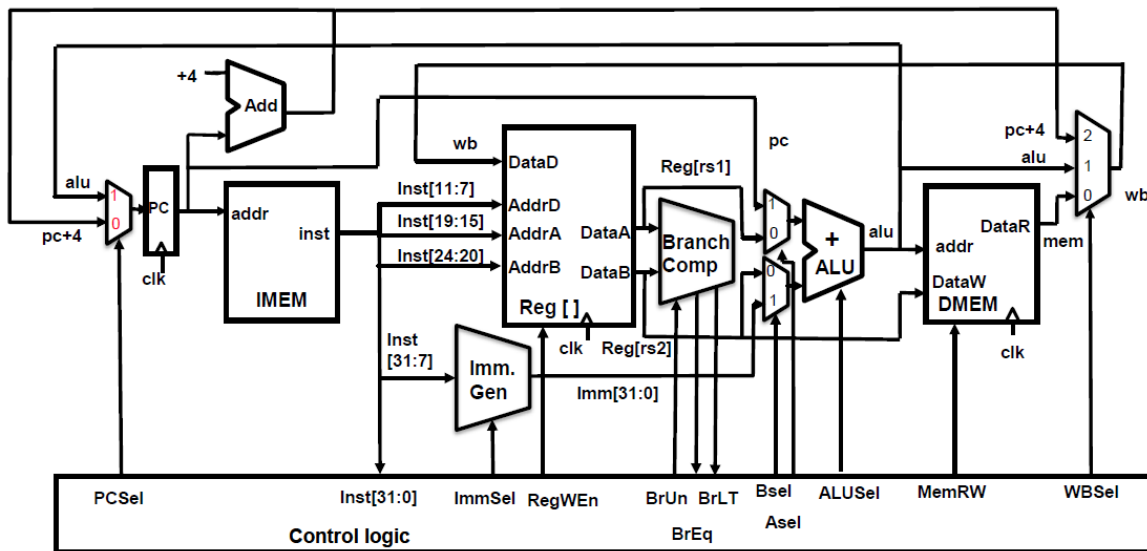 +4
Add
alu
1
0
pc+4
PC
clk
addr
inst
IMEM
Inst[11:7]
Inst[19:15]
Inst[24:20]
Inst
[31:7]
wb
DataD
AddrD
AddrA
AddrB
DataA
DataB
Reg [ ]
clk
Imm.
Gen
Imm[31:0]
Reg[rs1]
Reg[rs2]
Branch
Comp
pc
1
0
0
1
+
ALU
alu
addr
DataW
DataR
DMEM
clk
mem
pc+4
alu
2
1
0
wb
PCSel
Inst[31:0]
ImmSel
RegWEn
BrUn
BrEq
BrLT
Bsel
Asel
ALUSel
MemRW
WBSel
Control logic